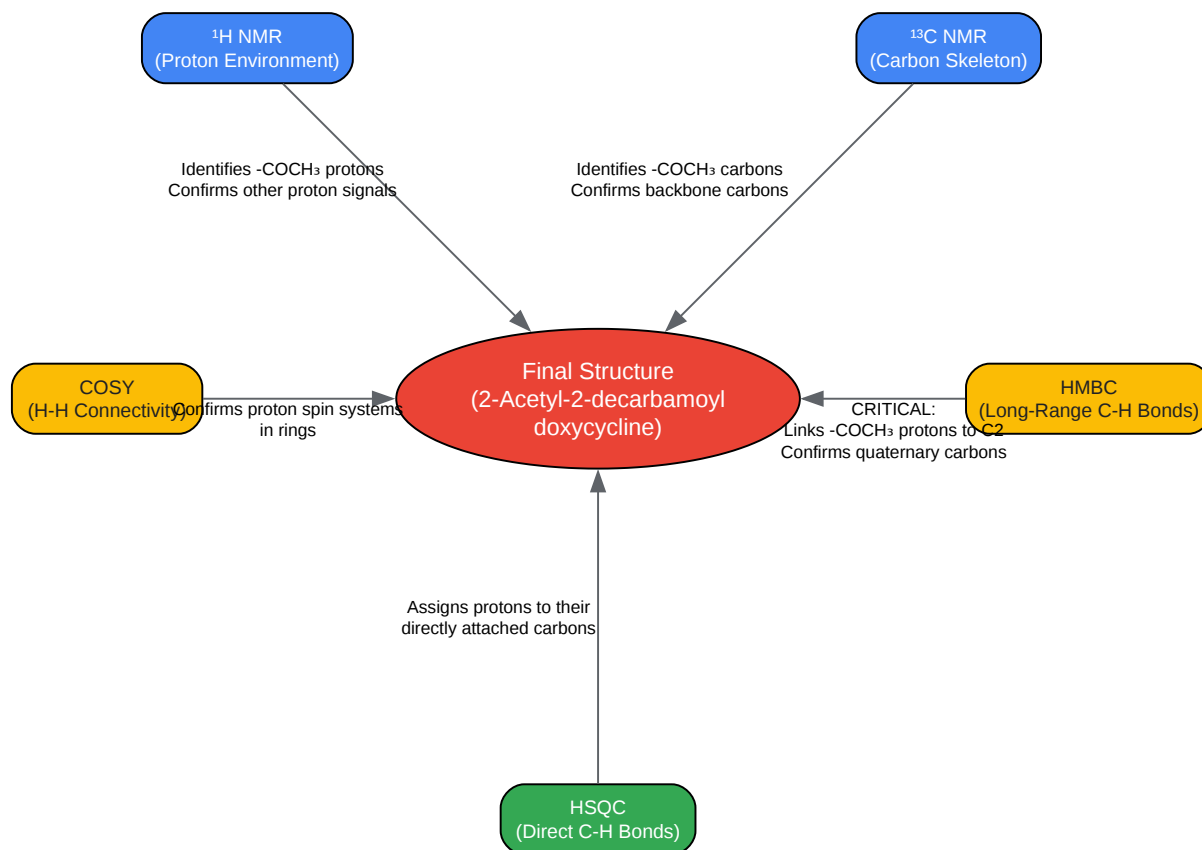 ¹H NMR
(Proton Environment)
¹³C NMR
(Carbon Skeleton)
Identifies -COCH₃ protons
Confirms other proton signals
Identifies -COCH₃ carbons
Confirms backbone carbons
COSY
(H-H Connectivity)
Confirms proton spin systems
in rings
Final Structure
(2-Acetyl-2-decarbamoyl
doxycycline)
CRITICAL:
Links -COCH₃ protons to C2
Confirms quaternary carbons
HMBC
(Long-Range C-H Bonds)
Assigns protons to their
directly attached carbons
HSQC
(Direct C-H Bonds)